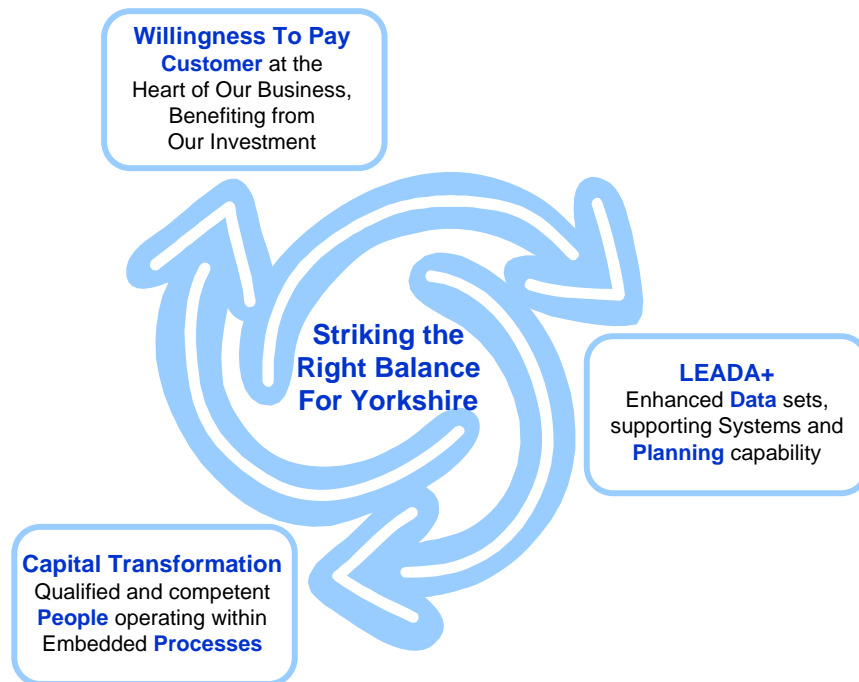 Willingness To Pay
Customer at the
Heart of Our Business,
Benefiting from
Our Investment
Striking the
Right Balance
For Yorkshire
LEADA+
Enhanced Data sets,
supporting Systems and
Planning capability
Capital Transformation
Qualified and competent
People operating within
Embedded Processes